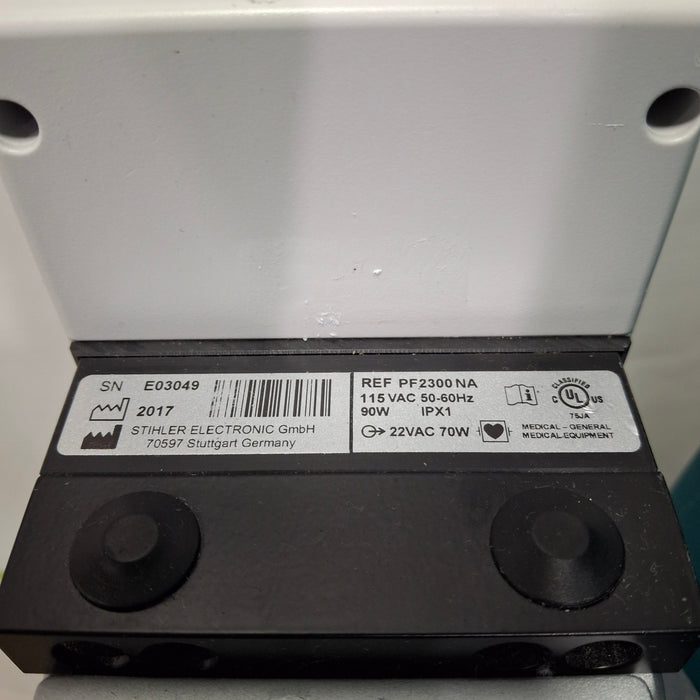 SN E03049
2017
STIHLER ELECTRONIC GmbH
70597 Stuttgart Germany
REF PF2300 NA
115 VAC 50-60Hz
90W IPX1
22VAC 70W
CLASSIFIED
C UL US
75JA
MEDICAL - GENERAL
MEDICAL EQUIPMENT